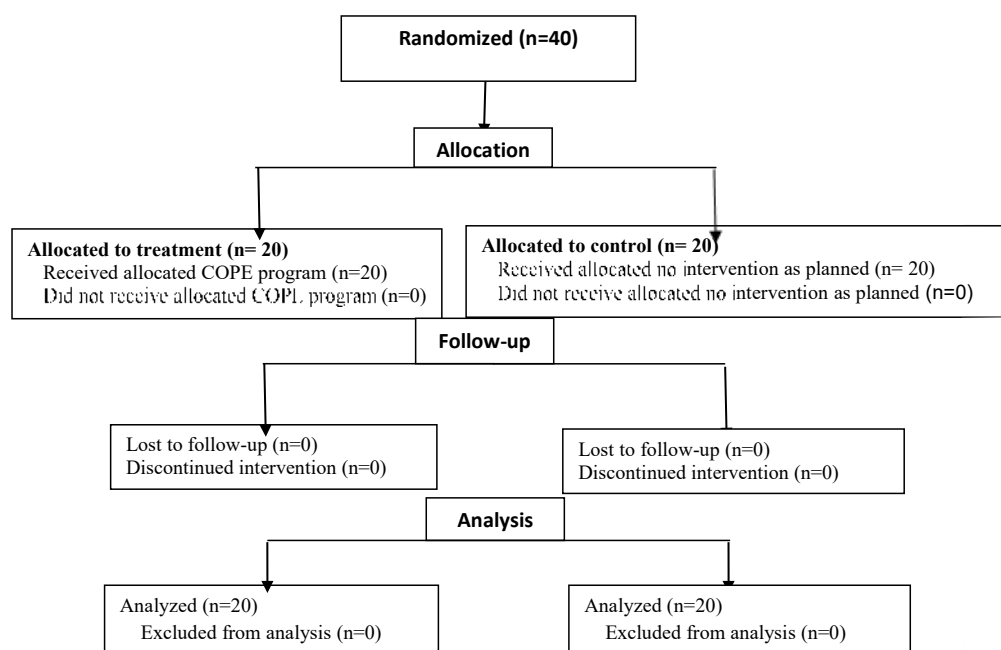 Randomized (n=40)
Allocation
Allocated to treatment (n= 20)
Received allocated COPE program (n=20)
Did not receive allocated COPE program (n=0)
Allocated to control (n= 20)
Received allocated no intervention as planned (n= 20)
Did not receive allocated no intervention as planned (n=0)
Follow-up
Lost to follow-up (n=0)
Discontinued intervention (n=0)
Lost to follow-up (n=0)
Discontinued intervention (n=0)
Analysis
Analyzed (n=20)
Excluded from analysis (n=0)
Analyzed (n=20)
Excluded from analysis (n=0)